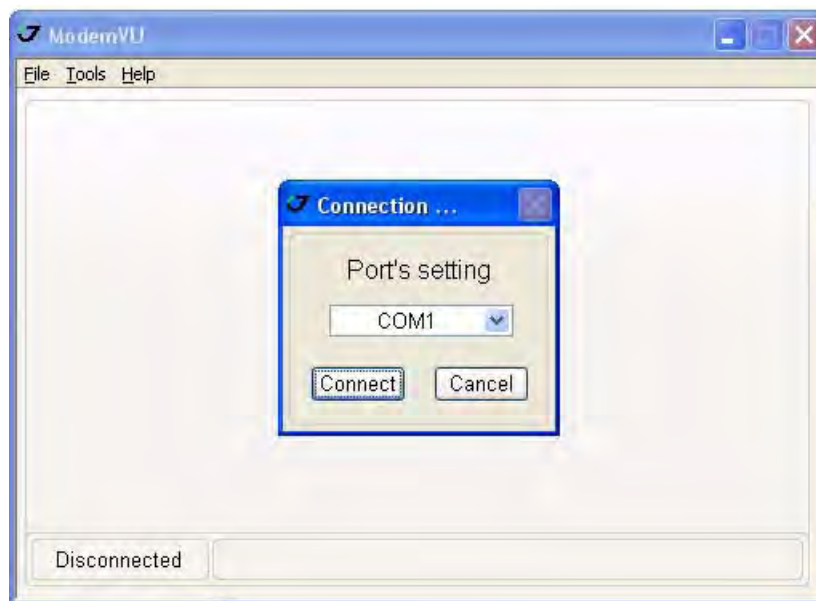 ModemVU
File Tools Help
Connection ...
Port's setting
COM1
Connect Cancel
Disconnected